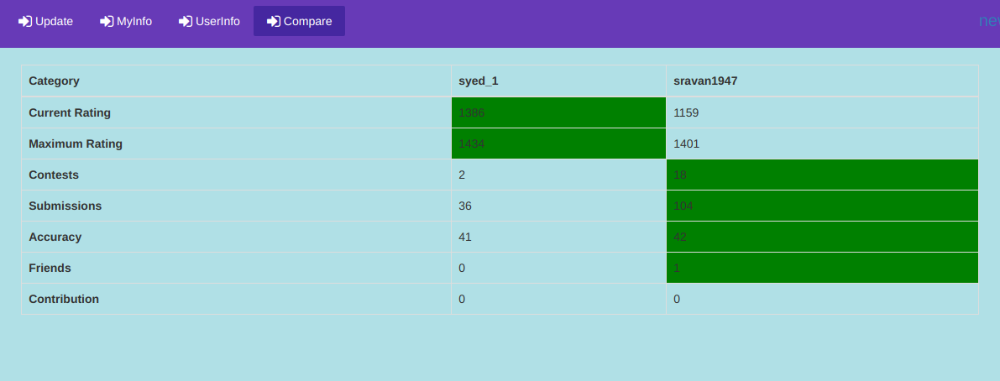 Update MyInfo UserInfo Compare
Category syed_1 sravan1947
Current Rating 1386 1159
Maximum Rating 1434 1401
Contests 2 18
Submissions 36 104
Accuracy 41 42
Friends 0 1
Contribution 0 0